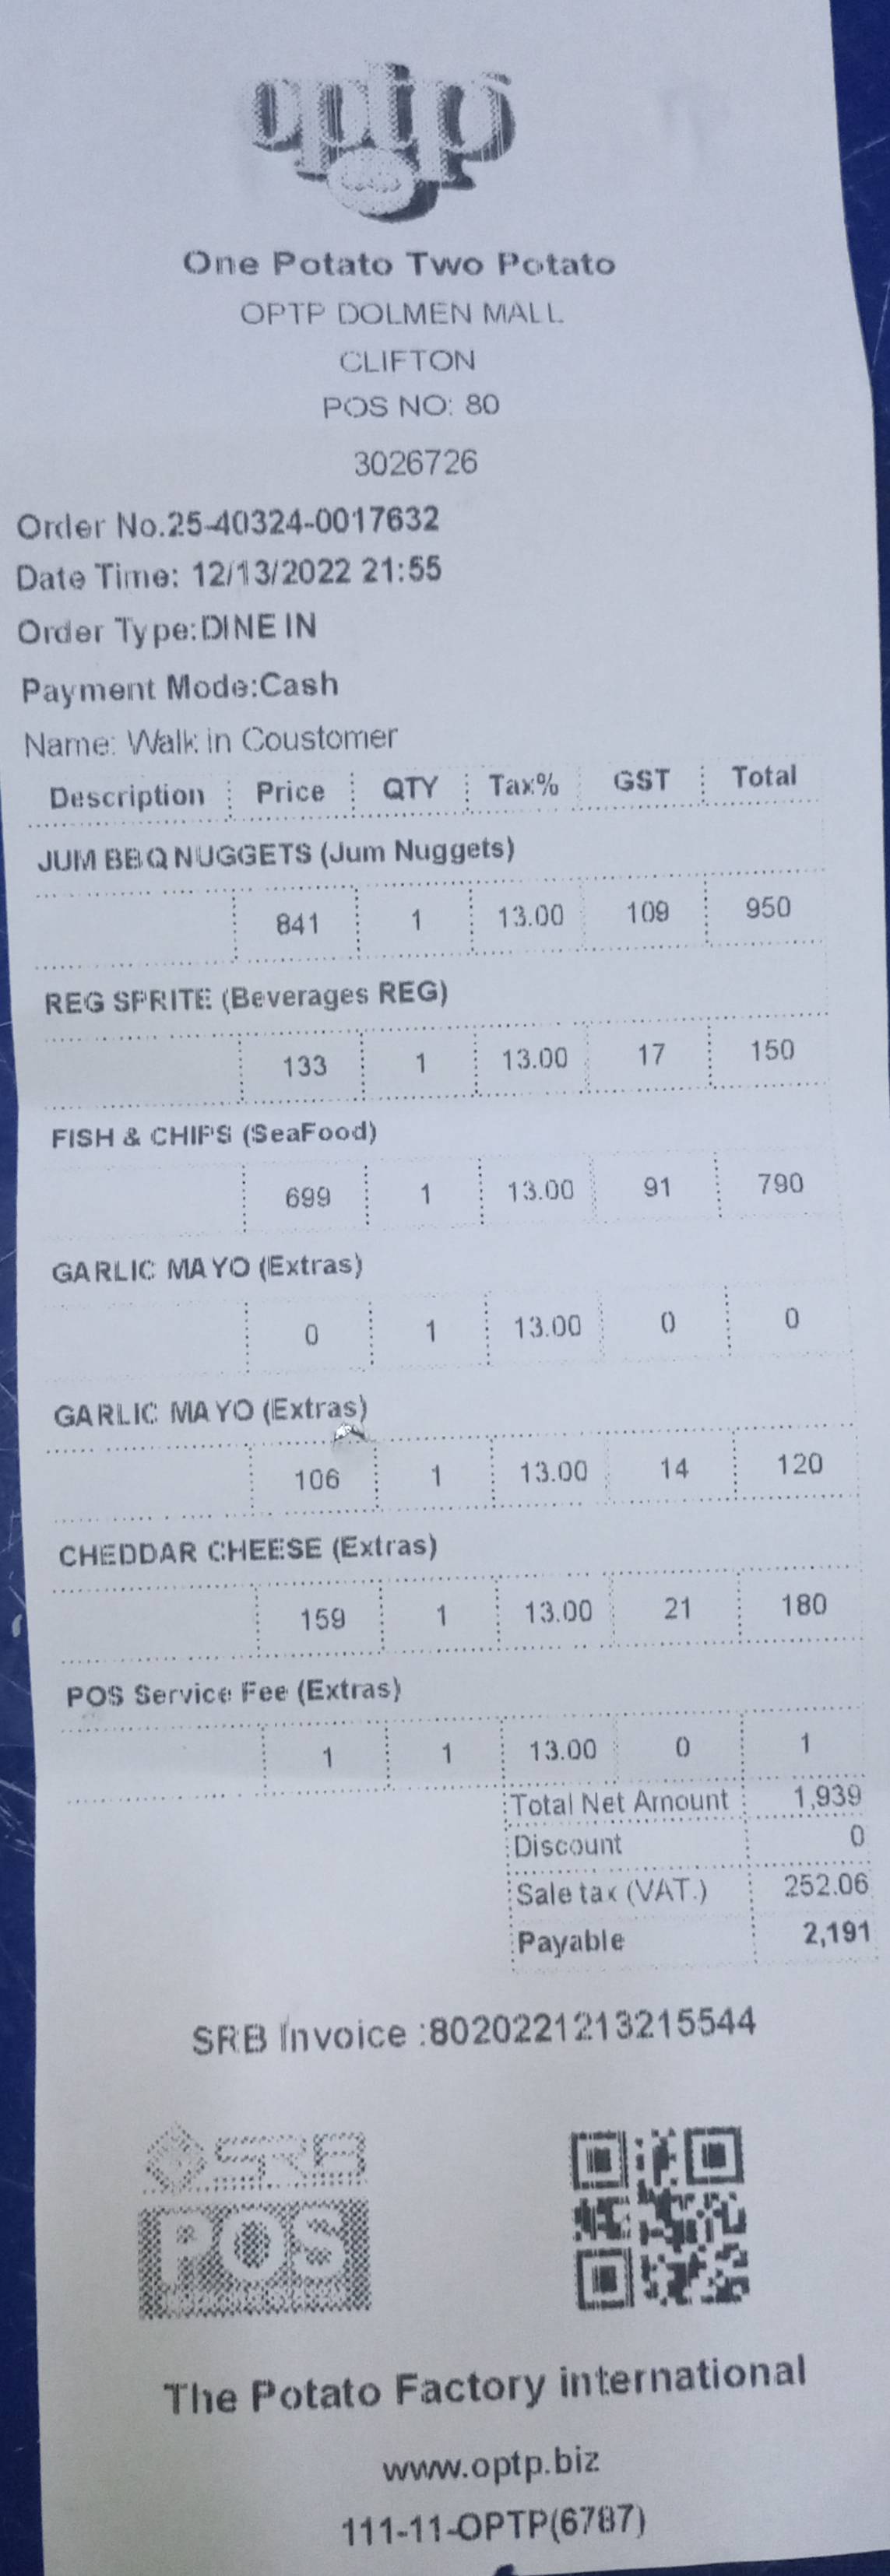 optp
One Potato Two Potato
OPTP DOLMEN MALL
CLIFTON
POS NO: 80
3026726
Order No.25-40324-0017632
Date Time: 12/13/2022 21:55
Order Type:DINE IN
Payment Mode:Cash
Name: Walk in Coustomer
Description Price QTY Tax% GST Total
JUM BBQ NUGGETS (Jum Nuggets)
841 1 13.00 109 950
REG SPRITE (Beverages REG)
133 1 13.00 17 150
FISH & CHIPS (SeaFood)
699 1 13.00 91 790
GARLIC MAYO (Extras)
0 1 13.00 0 0
GARLIC MAYO (Extras)
106 1 13.00 14 120
CHEDDAR CHEESE (Extras)
159 1 13.00 21 180
POS Service Fee (Extras)
1 1 13.00 0 1
Total Net Amount 1,939
Discount 0
Sale tax (VAT.) 252.06
Payable 2,191
SRB Invoice :8020221213215544
SRB
POS
The Potato Factory international
www.optp.biz
111-11-OPTP(6787)